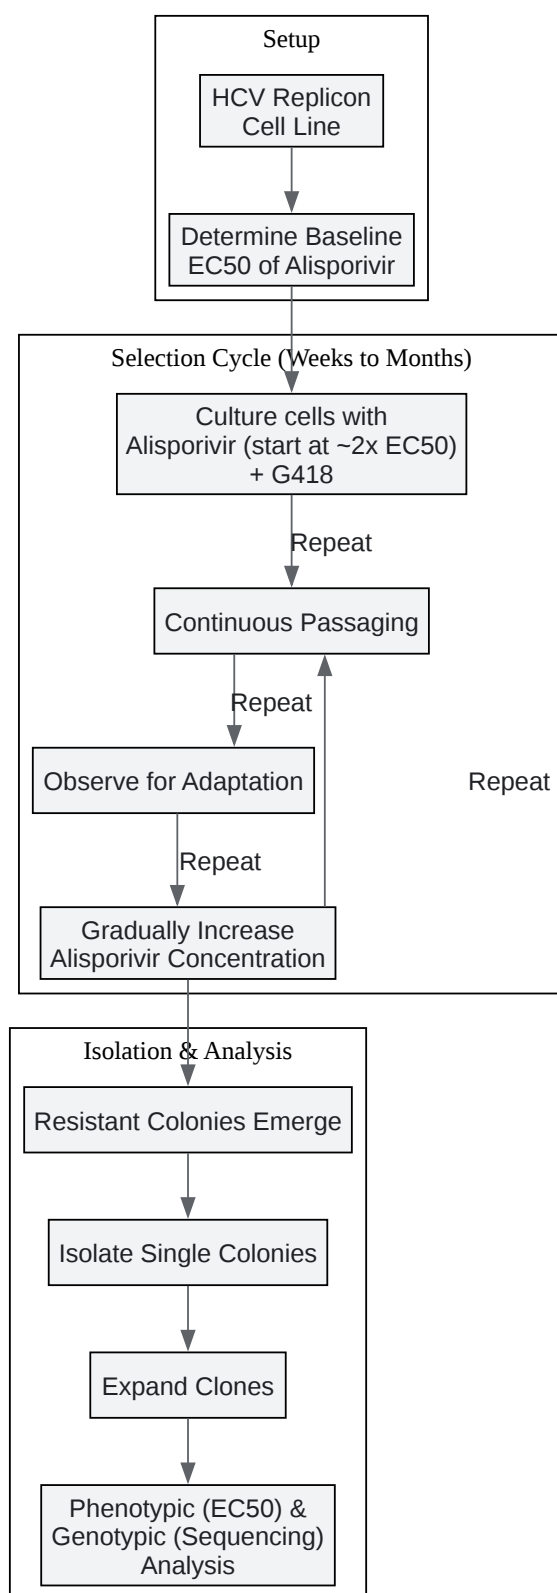 Setup
HCV Replicon
Cell Line
Determine Baseline
EC50 of Alisporivir
Selection Cycle (Weeks to Months)
Culture cells with
Alisporivir (start at ~2x EC50)
+ G418
Repeat
Continuous Passaging
Repeat
Observe for Adaptation
Repeat
Repeat
Gradually Increase
Alisporivir Concentration
Isolation & Analysis
Resistant Colonies Emerge
Isolate Single Colonies
Expand Clones
Phenotypic (EC50) &
Genotypic (Sequencing)
Analysis